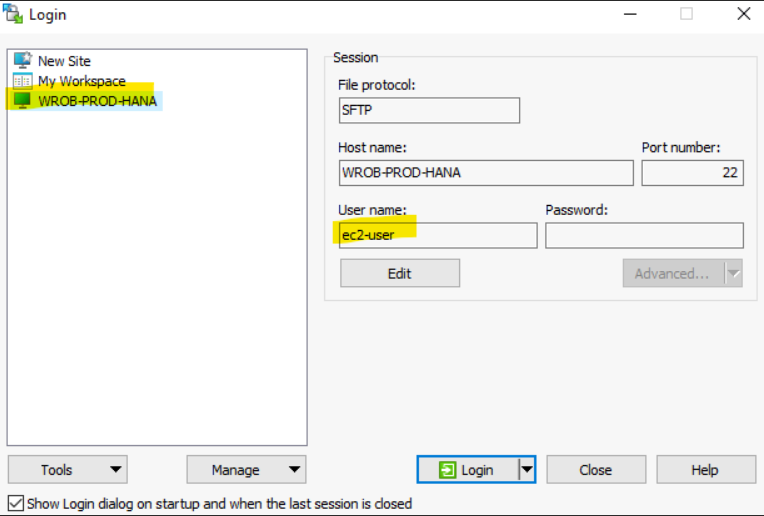 Login
New Site
My Workspace
WROB-PROD-HANA
Session
File protocol:
SFTP
Host name: Port number:
WROB-PROD-HANA 22
User name: Password:
ec2-user
Edit Advanced...
Tools Manage Login Close Help
Show Login dialog on startup and when the last session is closed